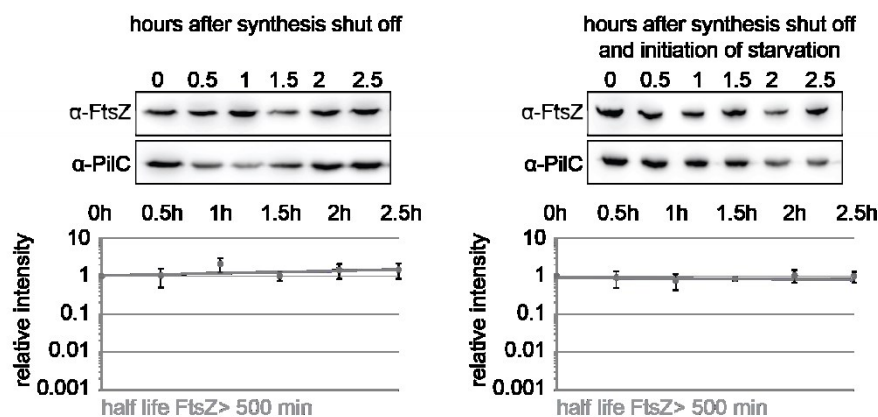 hours after synthesis shut off
0 0.5 1 1.5 2 2.5
α-FtsZ
α-PilC
0h 0.5h 1h 1.5h 2h 2.5h
relative intensity
10
1
0.1
0.01
0.001
half life FtsZ> 500 min
hours after synthesis shut off
and initiation of starvation
0 0.5 1 1.5 2 2.5
α-FtsZ
α-PilC
0h 0.5h 1h 1.5h 2h 2.5h
relative intensity
10
1
0.1
0.01
0.001
half life FtsZ> 500 min